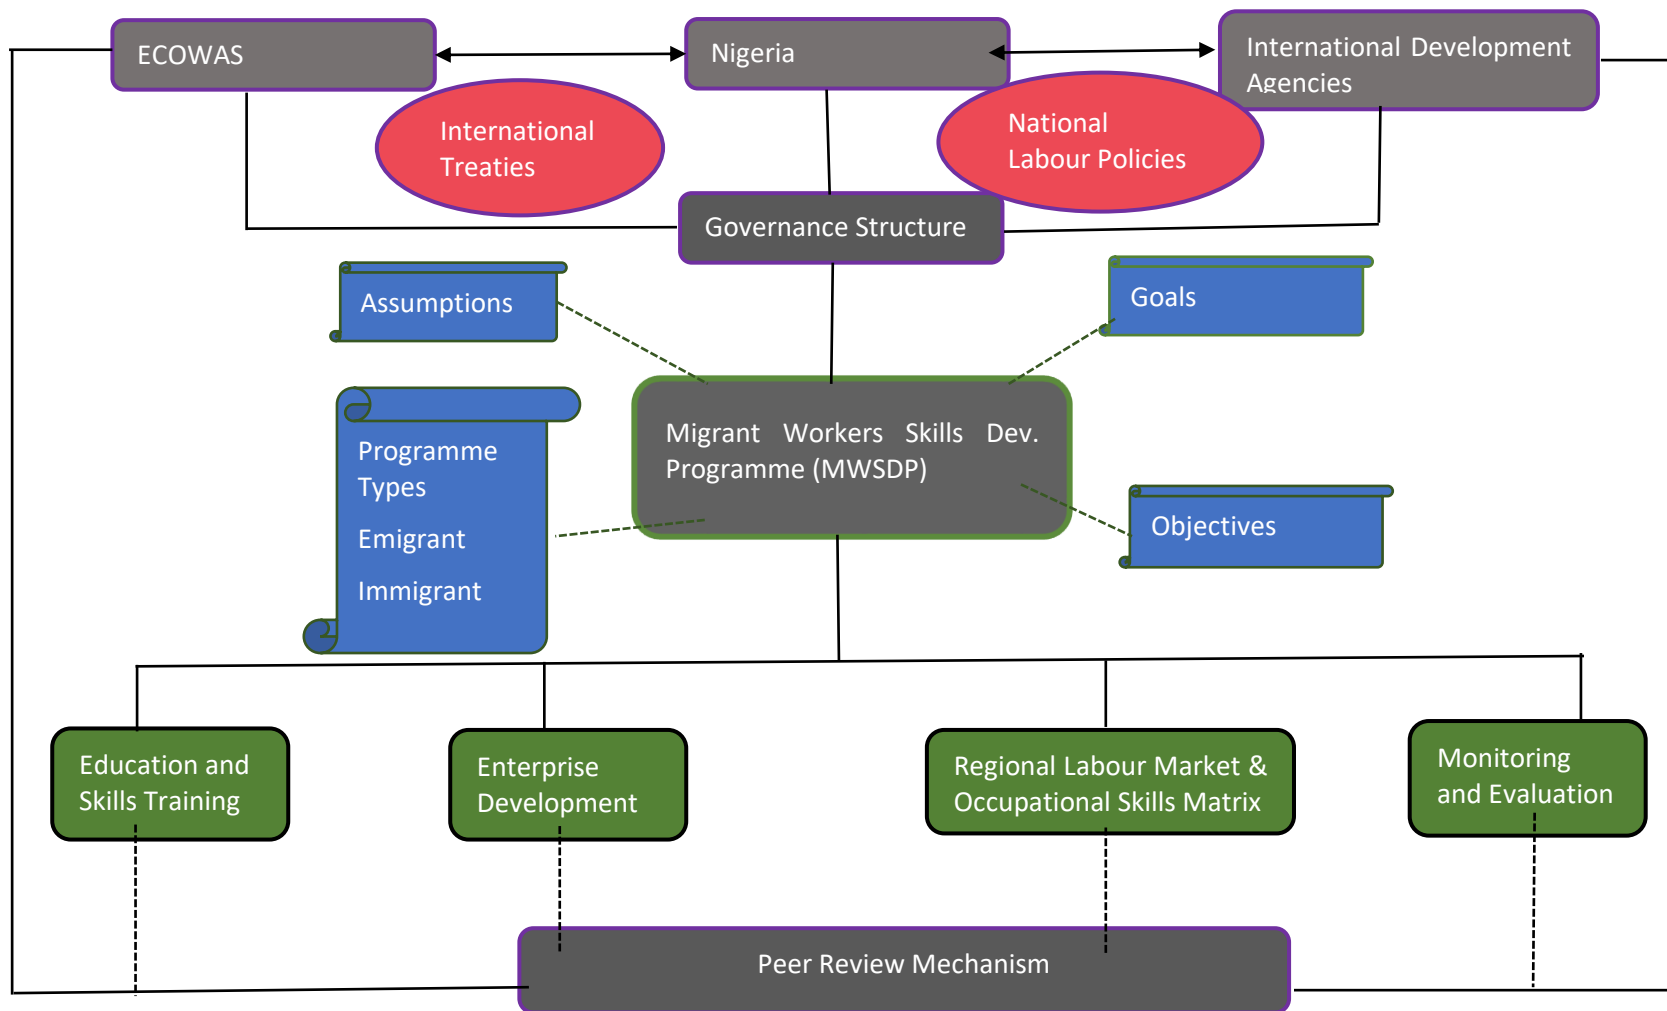 ECOWAS
Nigeria
International Development
Agencies
International
Treaties
National
Labour Policies
Governance Structure
Assumptions
Goals
Migrant Workers Skills Dev.
Programme (MWSDP)
Programme
Types
Emigrant
Immigrant
Objectives
Education and
Skills Training
Enterprise
Development
Regional Labour Market &
Occupational Skills Matrix
Monitoring
and Evaluation
Peer Review Mechanism